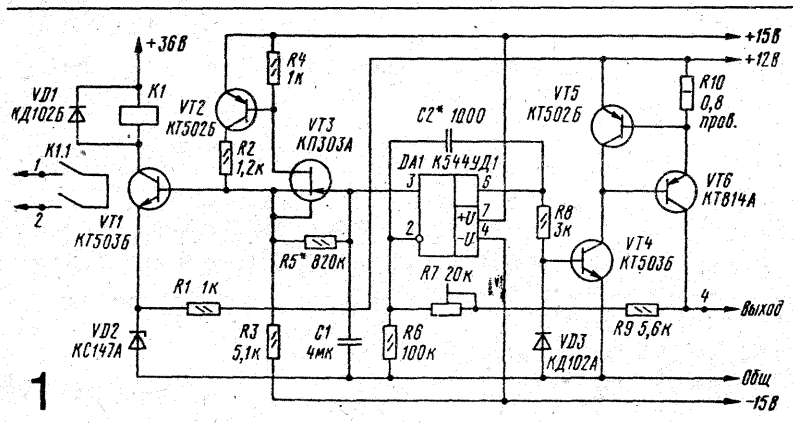 +36В
+15В
+12В
VD1
КД102Б
K1
R4
1к
VT2
КТ502Б
VT3
КП303А
R2
1,2к
C2* 1000
DA1 К544УД1
VT5
КТ502Б
R10
0,8
пров.
K1.1
1
2
VT1
КТ503Б
3
2
6
7
4
+U
-U
R8
3к
VT6
КТ814А
VT4
КТ503Б
R5* 820к
R7 20к
R1 1к
VD2
КС147А
R3
5,1к
C1
4мк
R6
100к
VD3
КД102А
R9 5,6к
4
Выход
Общ
-15В
1